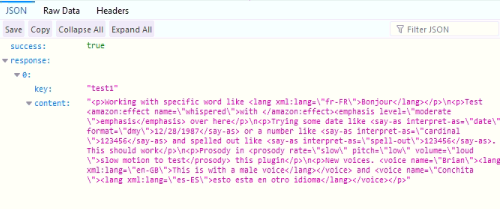 JSON Raw Data Headers
Save Copy Collapse All Expand All Filter JSON
success: true
response:
0:
key: "test1"
content: "<p>Working with specific word like <lang xml:lang=\"fr-FR\">Bonjour</lang></p>\n<p>Test
<amazon:effect name=\"whispered\">with </amazon:effect><emphasis level=\"moderate
\">emphasis</emphasis> over here</p>\n<p>Trying some date like <say-as interpret-as=\"date\"
format=\"dmy\">12/28/1987</say-as> or a number like <say-as interpret-as=\"cardinal
\">123456</say-as> and spelled out like <say-as interpret-as=\"spell-out\">123456</say-as>.
This should work</p>\n<p>Prosody in <prosody rate=\"slow\" pitch=\"low\" volume=\"loud
\">slow motion to test</prosody> this plugin</p>\n<p>New voices. <voice name=\"Brian\"><lang
xml:lang=\"en-GB\">This is with a male voice</lang></voice> and <voice name=\"Conchita
\"><lang xml:lang=\"es-ES\">esto esta en otro idioma</lang></voice></p>"